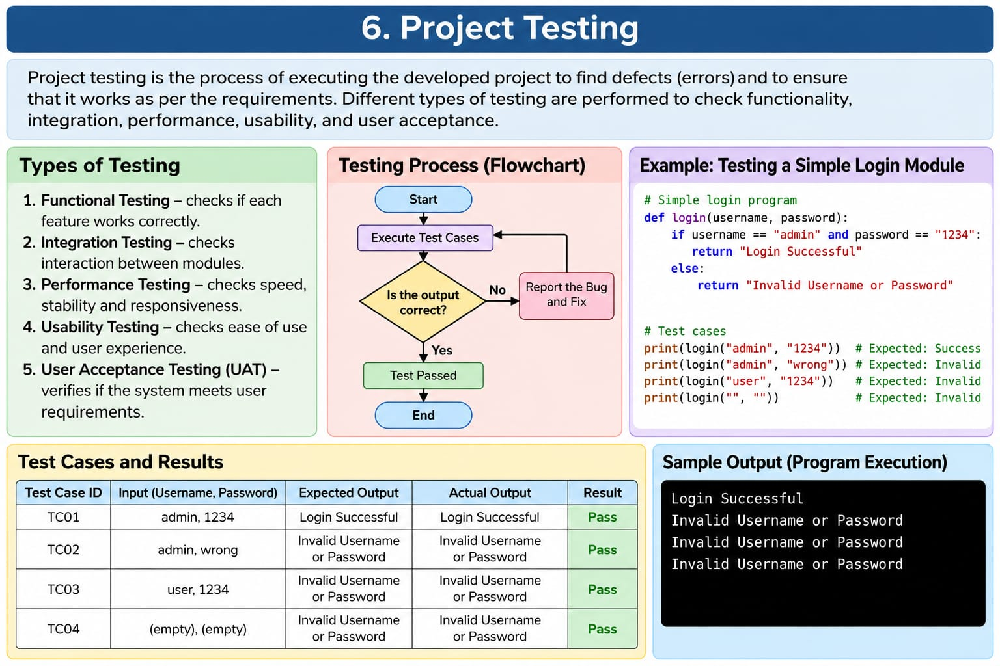 6. Project Testing
Project testing is the process of executing the developed project to find defects (errors) and to ensure
that it works as per the requirements. Different types of testing are performed to check functionality,
integration, performance, usability, and user acceptance.
Types of Testing
1. Functional Testing – checks if each
feature works correctly.
2. Integration Testing – checks
interaction between modules.
3. Performance Testing – checks speed,
stability and responsiveness.
4. Usability Testing – checks ease of use
and user experience.
5. User Acceptance Testing (UAT) –
verifies if the system meets user
requirements.
Testing Process (Flowchart)
Start
Execute Test Cases
Is the output
correct?
No
Report the Bug
and Fix
Yes
Test Passed
End
Example: Testing a Simple Login Module
# Simple login program
def login(username, password):
    if username == "admin" and password == "1234":
        return "Login Successful"
    else:
        return "Invalid Username or Password"
# Test cases
print(login("admin", "1234"))  # Expected: Success
print(login("admin", "wrong")) # Expected: Invalid
print(login("user", "1234"))   # Expected: Invalid
print(login("", ""))           # Expected: Invalid
Test Cases and Results
Test Case ID Input (Username, Password) Expected Output Actual Output Result
TC01 admin, 1234 Login Successful Login Successful Pass
TC02 admin, wrong Invalid Username or Password Invalid Username or Password Pass
TC03 user, 1234 Invalid Username or Password Invalid Username or Password Pass
TC04 (empty), (empty) Invalid Username or Password Invalid Username or Password Pass
Sample Output (Program Execution)
Login Successful
Invalid Username or Password
Invalid Username or Password
Invalid Username or Password